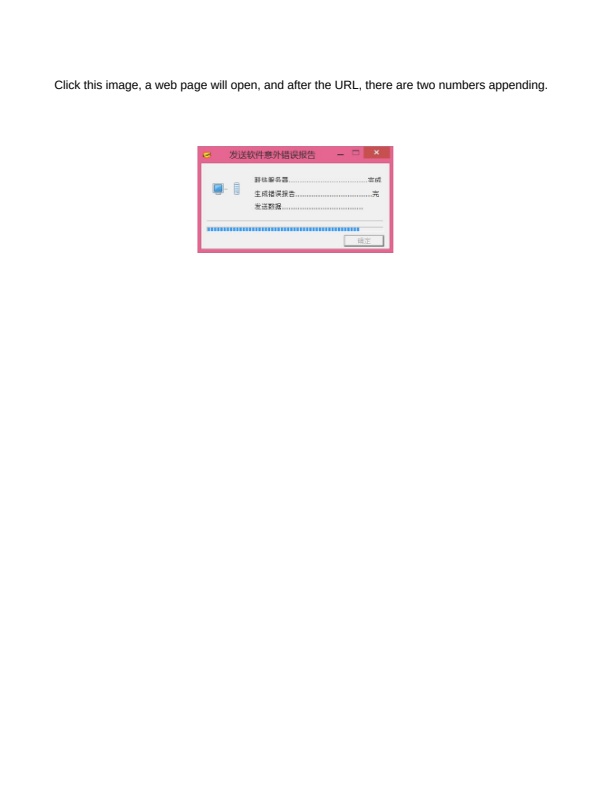 Click this image, a web page will open, and after the URL, there are two numbers appending.
发送软件意外错误报告
联络服务器..........................................完成
生成错误报告..........................................完
发送数据..........................................
确定